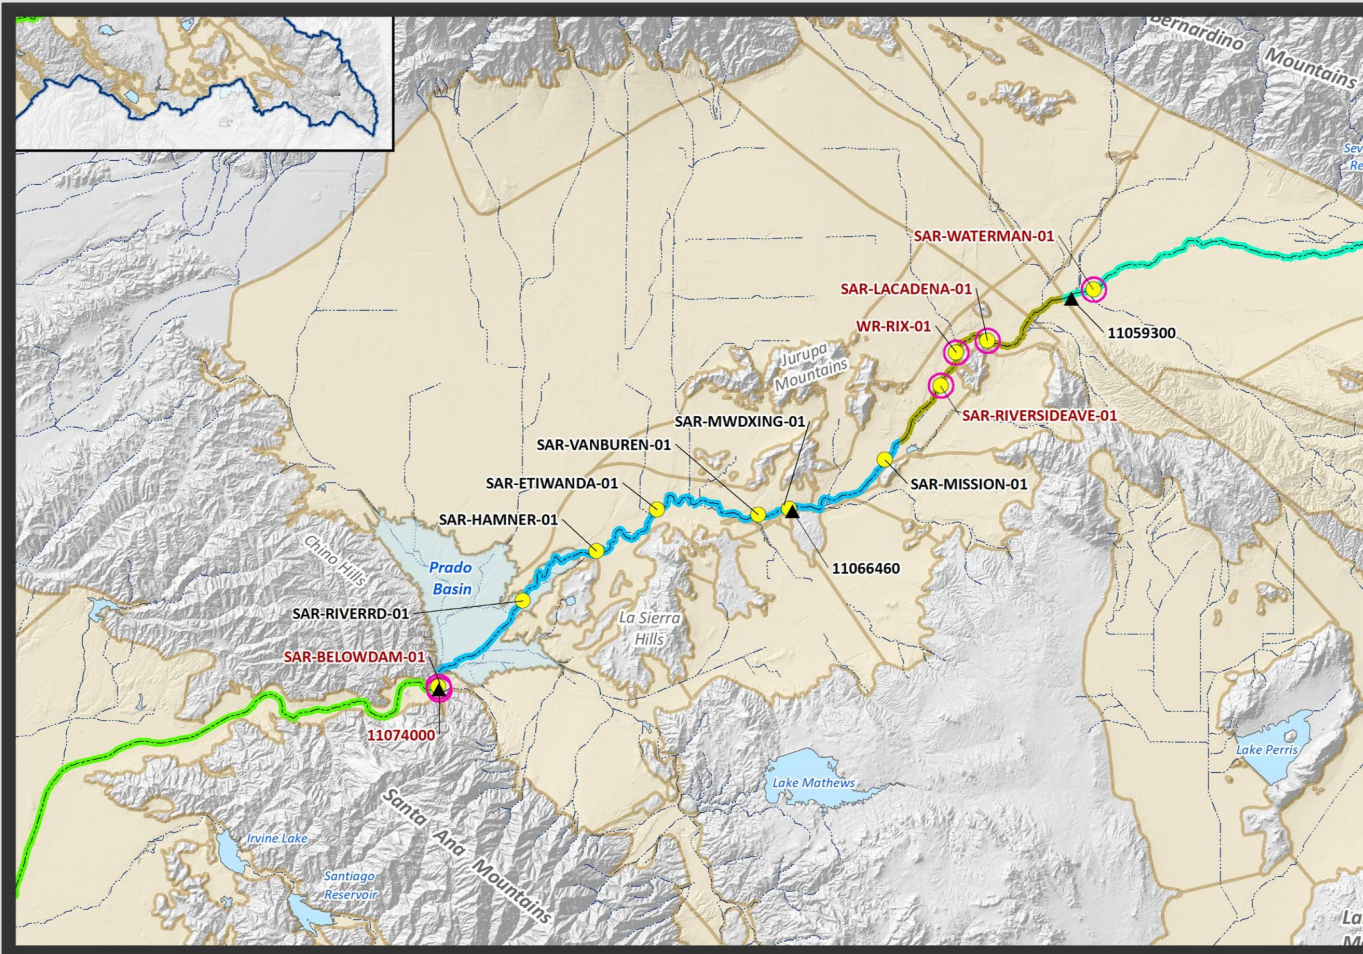 Bernardino Mountains
SAR-WATERMAN-01
SAR-LACADENA-01
WR-RIX-01
11059300
Jurupa
Mountains
SAR-RIVERSIDEAVE-01
SAR-MWDXING-01
SAR-VANBUREN-01
SAR-ETIWANDA-01
SAR-MISSION-01
SAR-HAMNER-01
Chino Hills
Prado
Basin
11066460
SAR-RIVERRD-01
La Sierra
Hills
SAR-BELOWDAM-01
11074000
Lake Perris
Lake Mathews
Santa Ana Mountains
Irvine Lake
Santiago
Reservoir